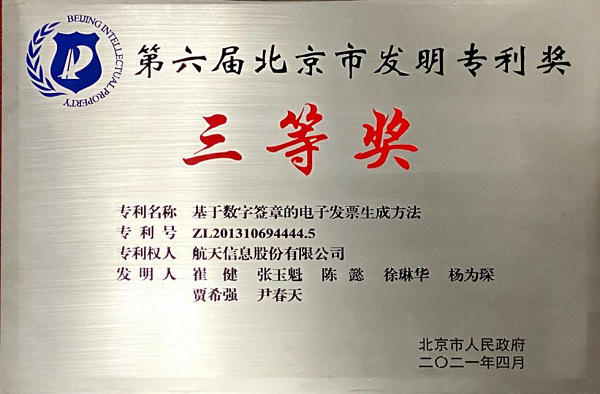 BEIJING INTELLECTUAL PROPERTY
第六届北京市发明专利奖
三等奖
专利名称 基于数字签章的电子发票生成方法
专利号 ZL201310694444.5
专利权人 航天信息股份有限公司
发明人 崔健 张玉魁 陈懿 徐琳华 杨为琛
贾希强 尹春天
北京市人民政府
二〇二一年四月